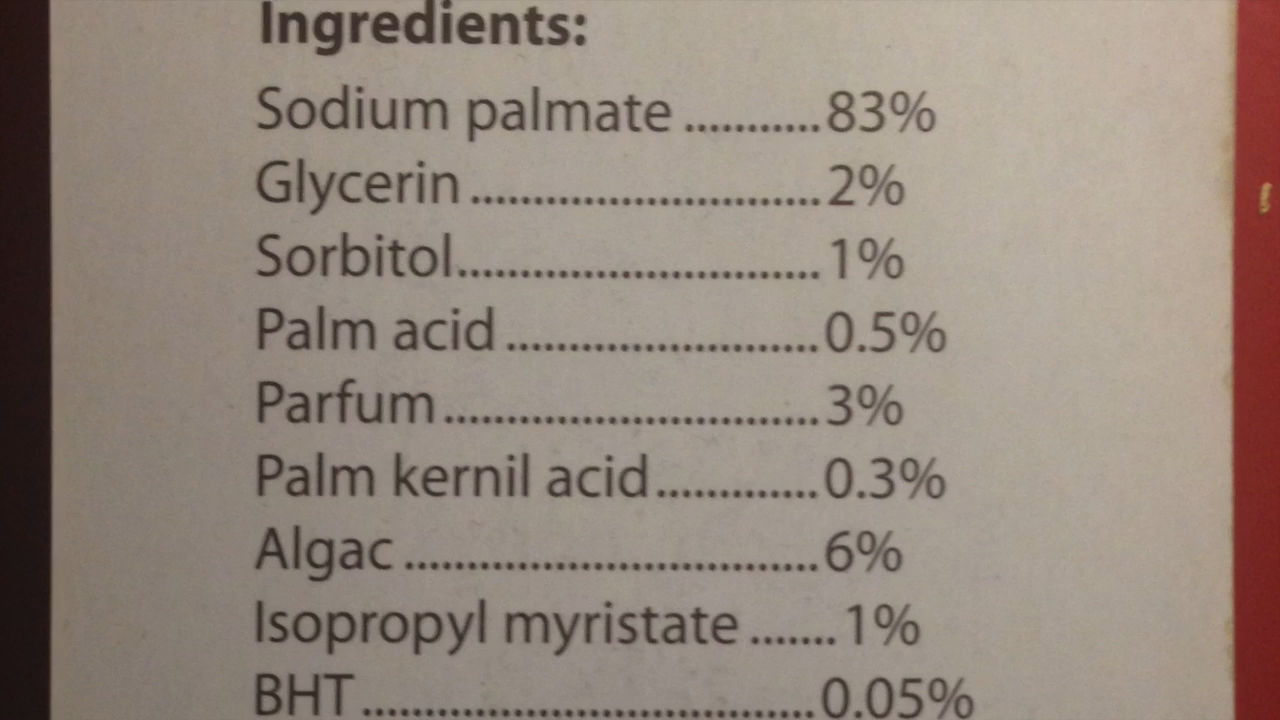 Ingredients:
Sodium palmate ...........83%
Glycerin ............................2%
Sorbitol.............................1%
Palm acid .........................0.5%
Parfum..............................3%
Palm kernil acid.............0.3%
Algac .................................6%
Isopropyl myristate .......1%
BHT....................................0.05%